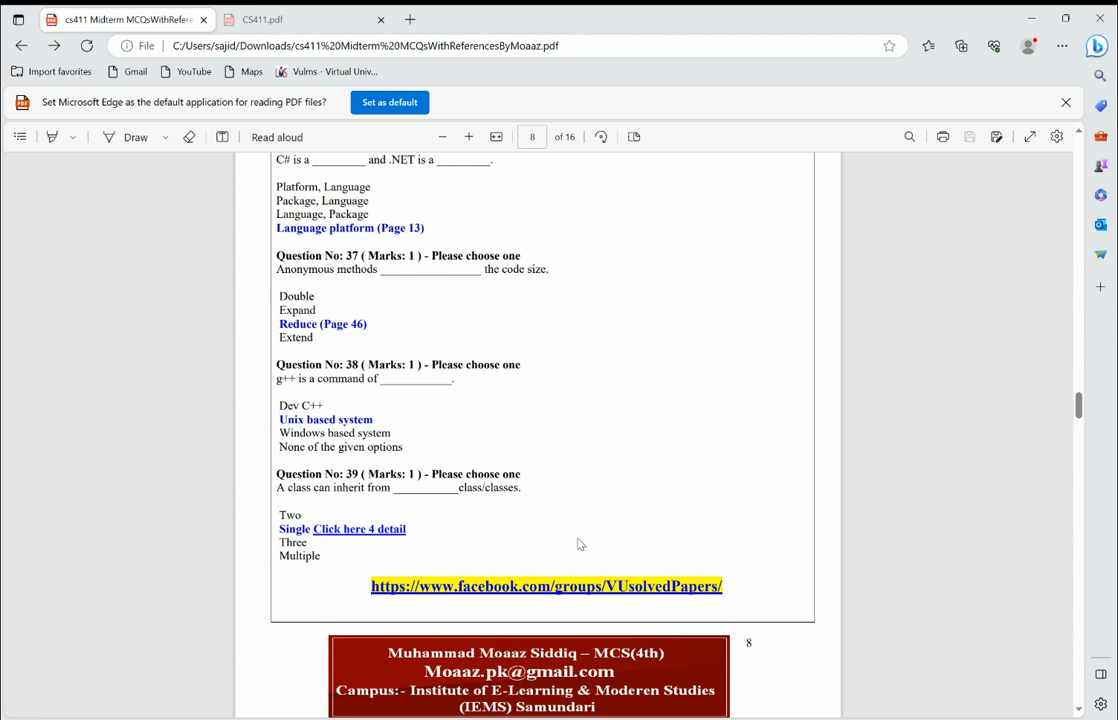 cs411 Midterm MCQsWithRefere
CS411.pdf
File
C:/Users/sajid/Downloads/cs411%20Midterm%20MCQsWithReferencesByMoaaz.pdf
Import favorites
Gmail
YouTube
Maps
Vulms - Virtual Univ...
Set Microsoft Edge as the default application for reading PDF files?
Set as default
Draw
Read aloud
8
of 16
C# is a _________ and .NET is a _________.
Platform, Language
Package, Language
Language, Package
Language platform (Page 13)
Question No: 37 ( Marks: 1 ) - Please choose one
Anonymous methods _________________ the code size.
Double
Expand
Reduce (Page 46)
Extend
Question No: 38 ( Marks: 1 ) - Please choose one
g++ is a command of ____________.
Dev C++
Unix based system
Windows based system
None of the given options
Question No: 39 ( Marks: 1 ) - Please choose one
A class can inherit from ___________class/classes.
Two
Single Click here 4 detail
Three
Multiple
https://www.facebook.com/groups/VUsolvedPapers/
8
Muhammad Moaaz Siddiq – MCS(4th)
Moaaz.pk@gmail.com
Campus:- Institute of E-Learning & Moderen Studies
(IEMS) Samundari